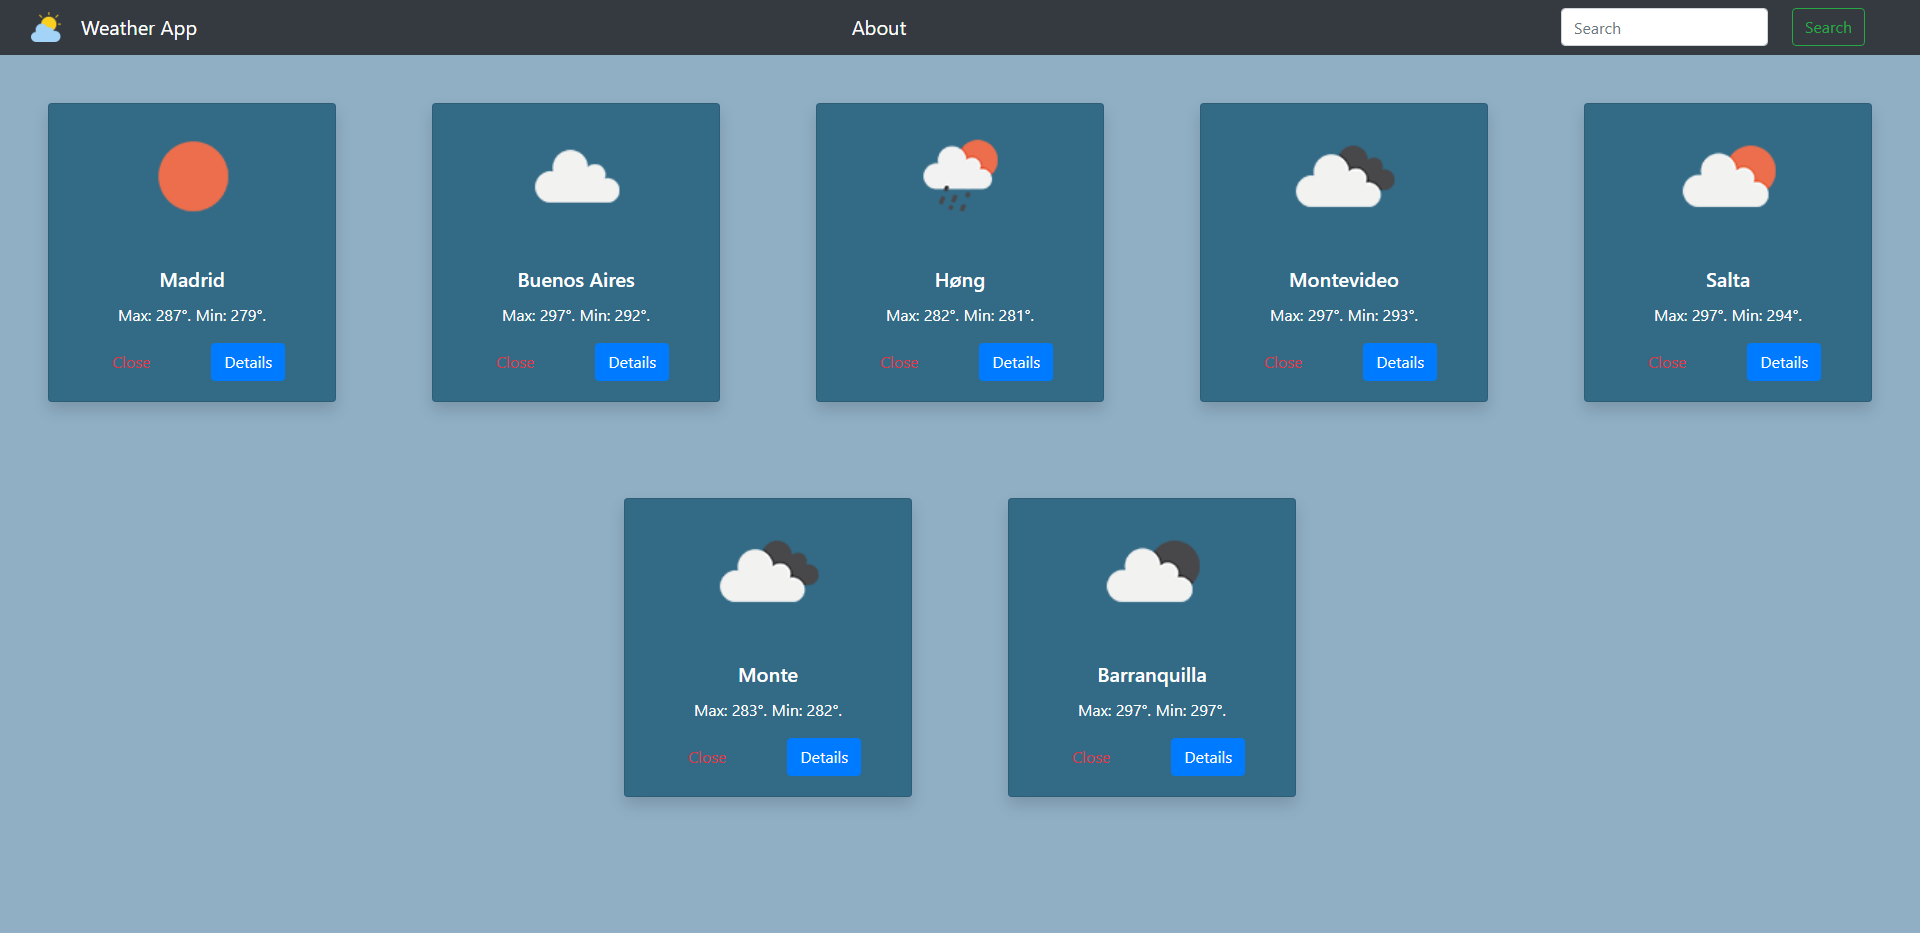 Weather App
About
Search
Search
Madrid
Max: 287°. Min: 279°.
Close
Details
Buenos Aires
Max: 297°. Min: 292°.
Close
Details
Høng
Max: 282°. Min: 281°.
Close
Details
Montevideo
Max: 297°. Min: 293°.
Close
Details
Salta
Max: 297°. Min: 294°.
Close
Details
Monte
Max: 283°. Min: 282°.
Close
Details
Barranquilla
Max: 297°. Min: 297°.
Close
Details